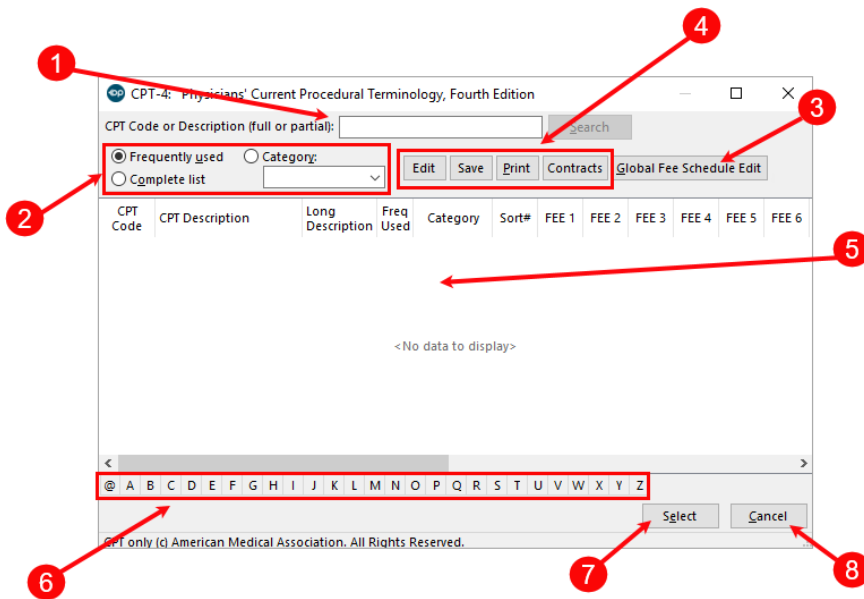 4
1
CPT-4: Physicians' Current Procedural Terminology, Fourth Edition
3
CPT Code or Description (full or partial): Search
Frequently used Category:
Complete list
Edit Save Print Contracts Global Fee Schedule Edit
2
CPT Code CPT Description Long Description Freq Used Category Sort# FEE 1 FEE 2 FEE 3 FEE 4 FEE 5 FEE 6
5
<No data to display>
@ A B C D E F G H I J K L M N O P Q R S T U V W X Y Z
Select Cancel
CPT only (c) American Medical Association. All Rights Reserved.
6
7
8